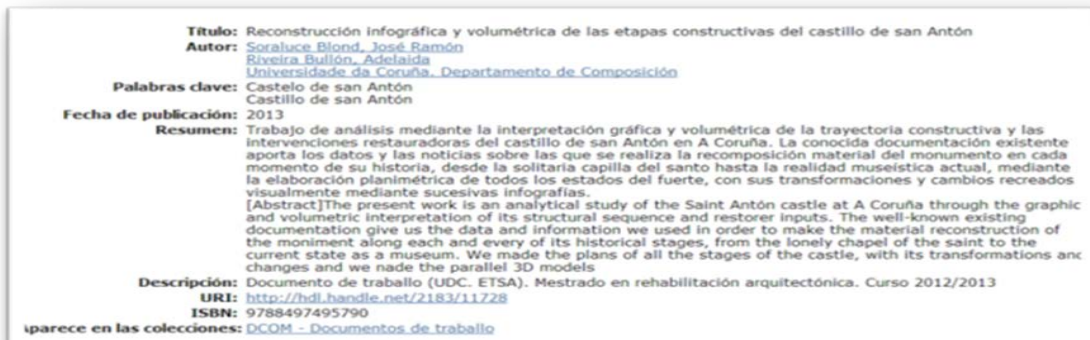 Título: Reconstrucción infográfica y volumétrica de las etapas constructivas del castillo de san Antón
Autor: Soraluce Blond, José Ramón
Riveira Bullón, Adelaida
Universidade da Coruña. Departamento de Composición
Palabras clave: Castelo de san Antón
Castillo de san Antón
Fecha de publicación: 2013
Resumen: Trabajo de análisis mediante la interpretación gráfica y volumétrica de la trayectoria constructiva y las
intervenciones restauradoras del castillo de san Antón en A Coruña. La conocida documentación existente
aporta los datos y las noticias sobre las que se realiza la recomposición material del monumento en cada
momento de su historia, desde la solitaria capilla del santo hasta la realidad museística actual, mediante
la elaboración planimétrica de todos los estados del fuerte, con sus transformaciones y cambios recreados
visualmente mediante sucesivas infografías.
[Abstract]The present work is an analytical study of the Saint Antón castle at A Coruña through the graphic
and volumetric interpretation of its structural sequence and restorer inputs. The well-known existing
documentation give us the data and information we used in order to make the material reconstruction of
the moniment along each and every of its historical stages, from the lonely chapel of the saint to the
current state as a museum. We made the plans of all the stages of the castle, with its transformations and
changes and we nade the parallel 3D models
Descripción: Documento de traballo (UDC. ETSA). Mestrado en rehabilitación arquitectónica. Curso 2012/2013
URI: http://hdl.handle.net/2183/11728
ISBN: 9788497495790
parece en las colecciones: DCOM - Documentos de traballo